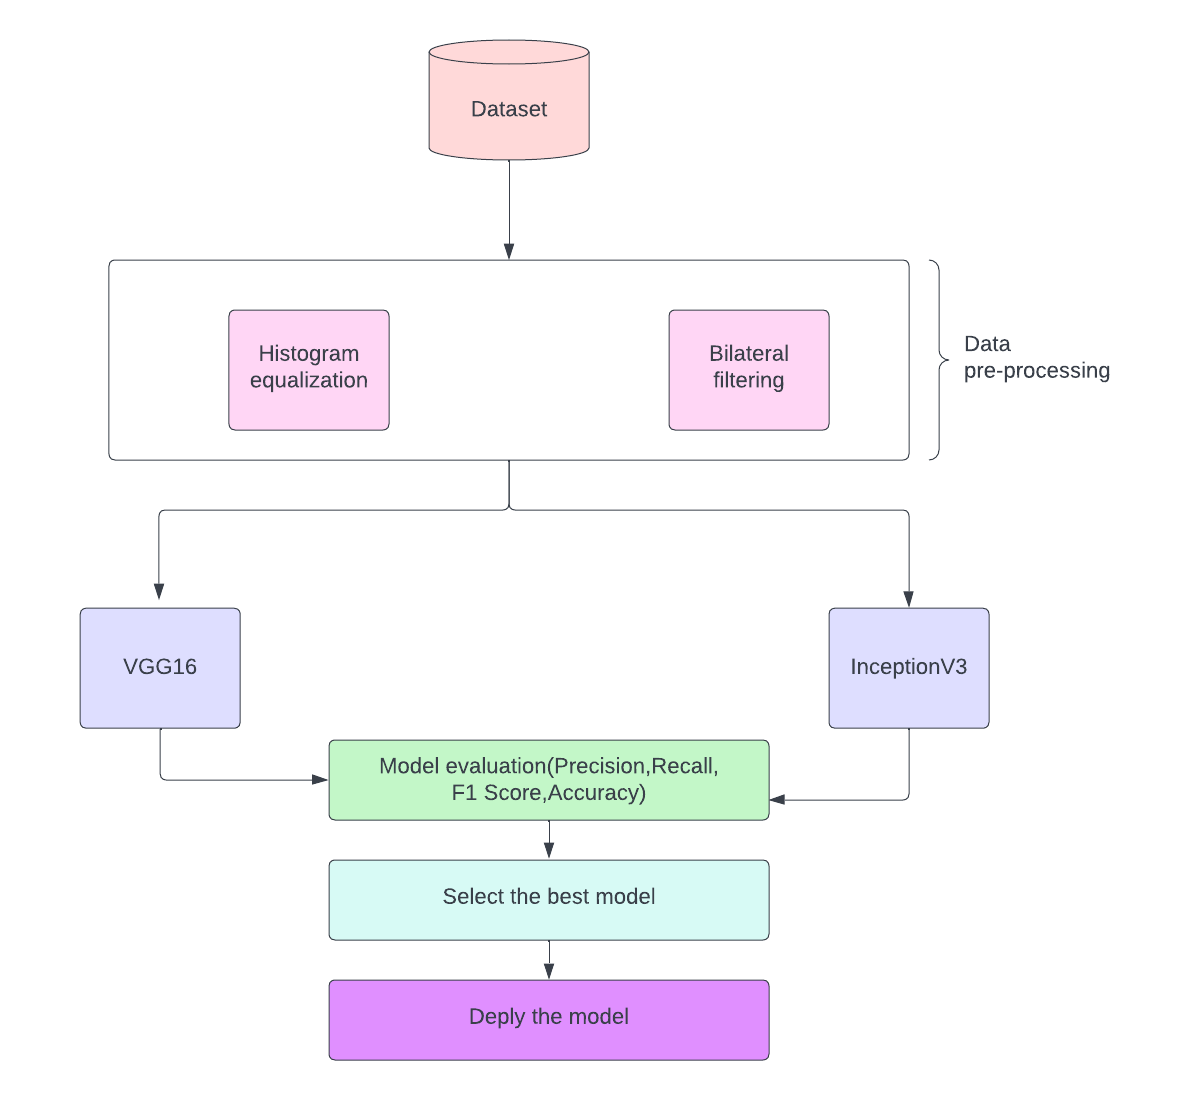 Dataset
Histogram
equalization
Bilateral
filtering
Data
pre-processing
VGG16
InceptionV3
Model evaluation(Precision,Recall,
F1 Score,Accuracy)
Select the best model
Deply the model